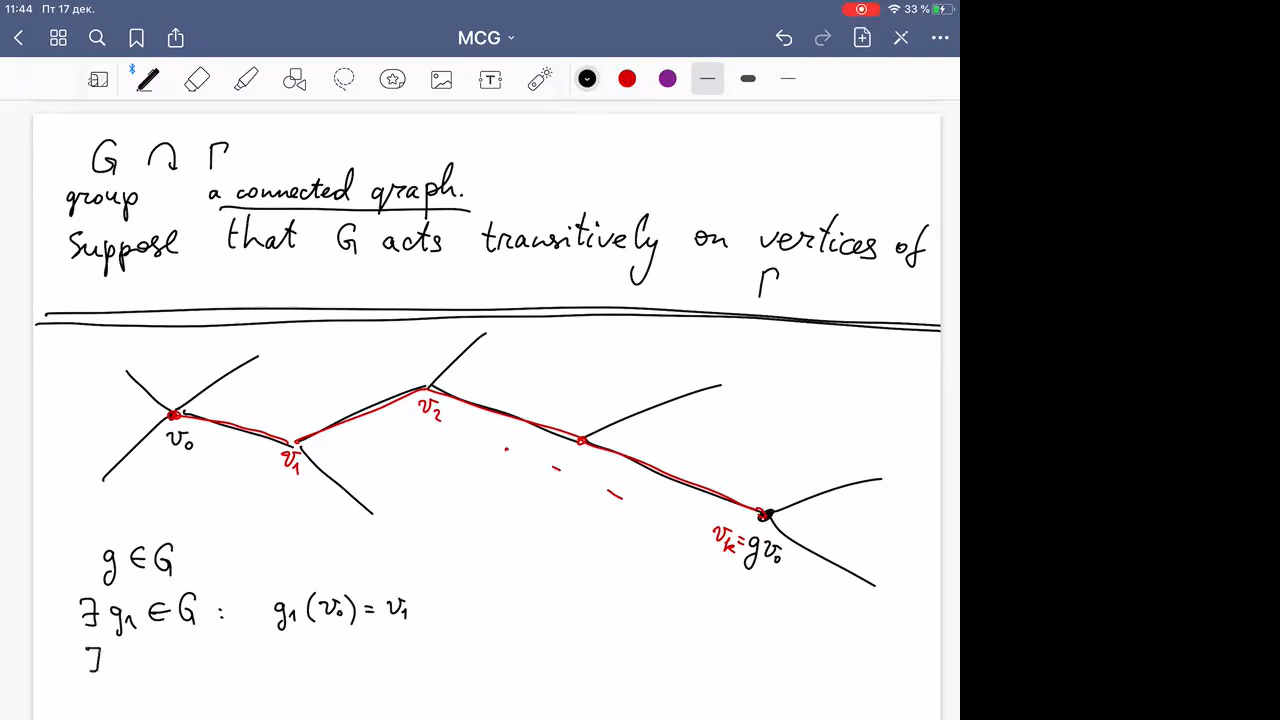 11:44 Пт 17 дек. 33 %
MCG
G ↷ Γ
group a connected graph.
Suppose that G acts transitively on vertices of
Γ
v₀
v₁
v₂
vₖ = gv₀
g ∈ G
∃ g₁ ∈ G : g₁(v₀) = v₁
∃